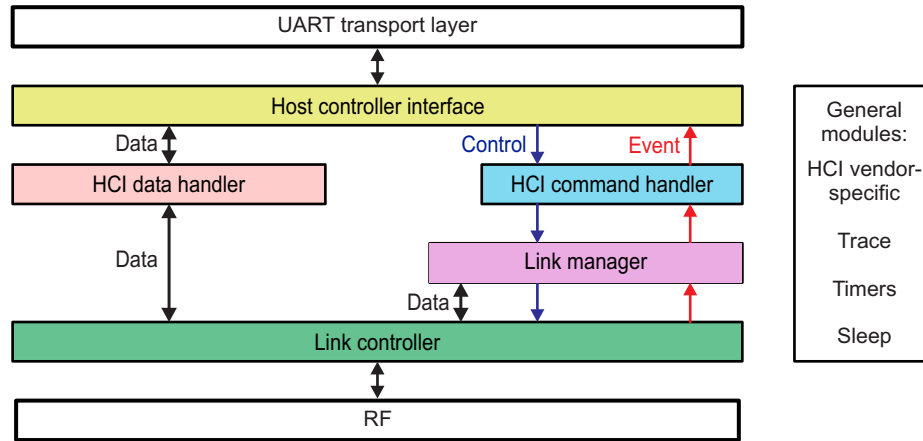 UART transport layer
Host controller interface
Data
Control
Event
HCI data handler
HCI command handler
Data
Link manager
Data
Link controller
RF
General
modules:
HCI vendor-
specific
Trace
Timers
Sleep